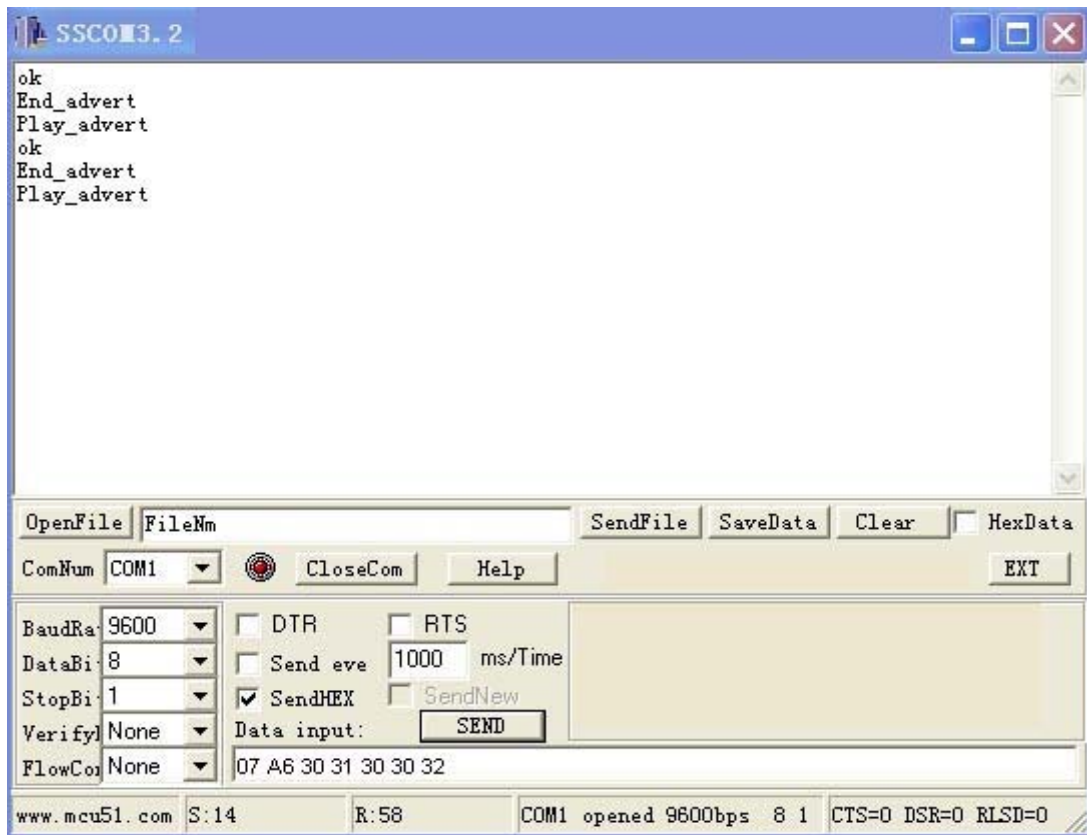 SSCOM3.2
ok
End_advert
Play_advert
ok
End_advert
Play_advert
OpenFile FileNm SendFile SaveData Clear HexData
ComNum COM1 CloseCom Help EXT
BaudRa 9600 DTR RTS
DataBi 8 Send eve 1000 ms/Time
StopBi 1 SendHEX SendNew
Verify None Data input: SEND
FlowCo None 07 A6 30 31 30 30 32
www.mcu51.com S:14 R:58 COM1 opened 9600bps 8 1 CTS=0 DSR=0 RLSD=0